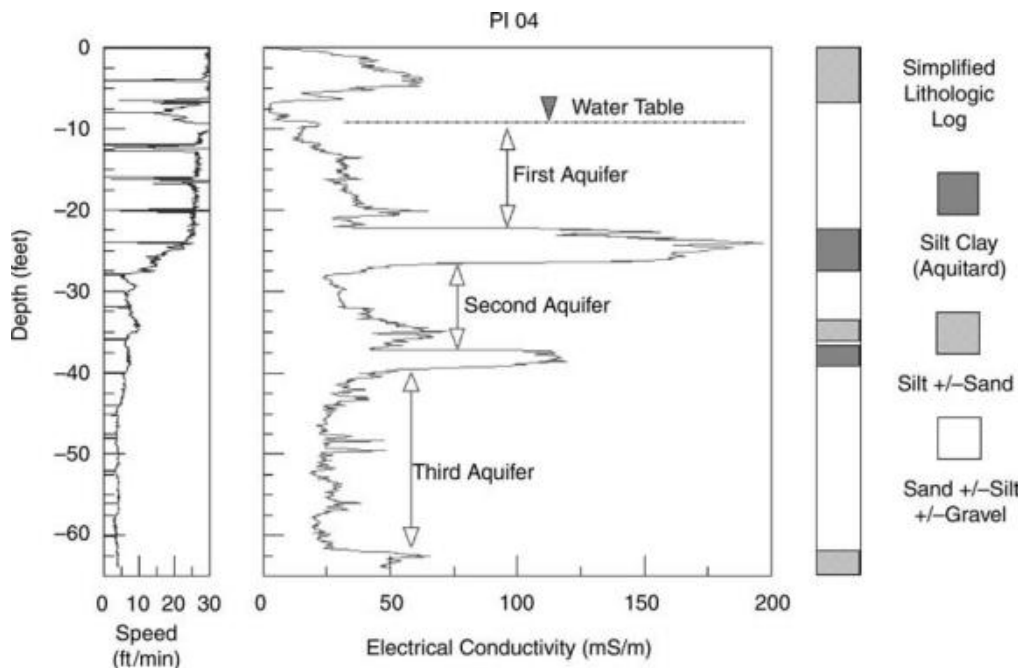 PI 04
0
−10
−20
−30
−40
−50
−60
Depth (feet)
0 10 20 30
Speed
(ft/min)
Water Table
First Aquifer
Second Aquifer
Third Aquifer
0 50 100 150 200
Electrical Conductivity (mS/m)
Simplified
Lithologic
Log
Silt Clay
(Aquitard)
Silt +/−Sand
Sand +/−Silt
+/−Gravel